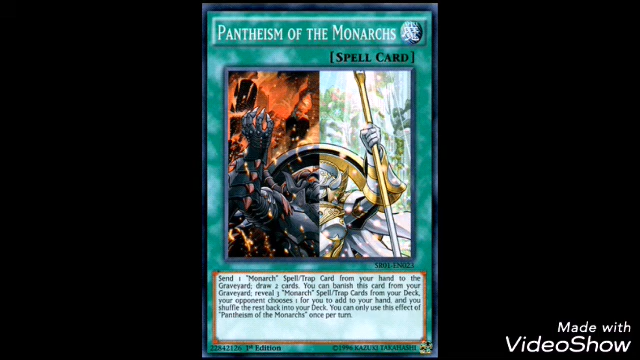 PANTHEISM OF THE MONARCHS
魔
[SPELL CARD]
SR01-EN023
Send 1 "Monarch" Spell/Trap Card from your hand to the
Graveyard; draw 2 cards. You can banish this card from your
Graveyard; reveal 3 "Monarch" Spell/Trap Cards from your Deck,
your opponent chooses 1 for you to add to your hand, and you
shuffle the rest back into your Deck. You can only use this effect of
"Pantheism of the Monarchs" once per turn.
22842126 1st Edition ©1996 KAZUKI TAKAHASHI
Made with
VideoShow